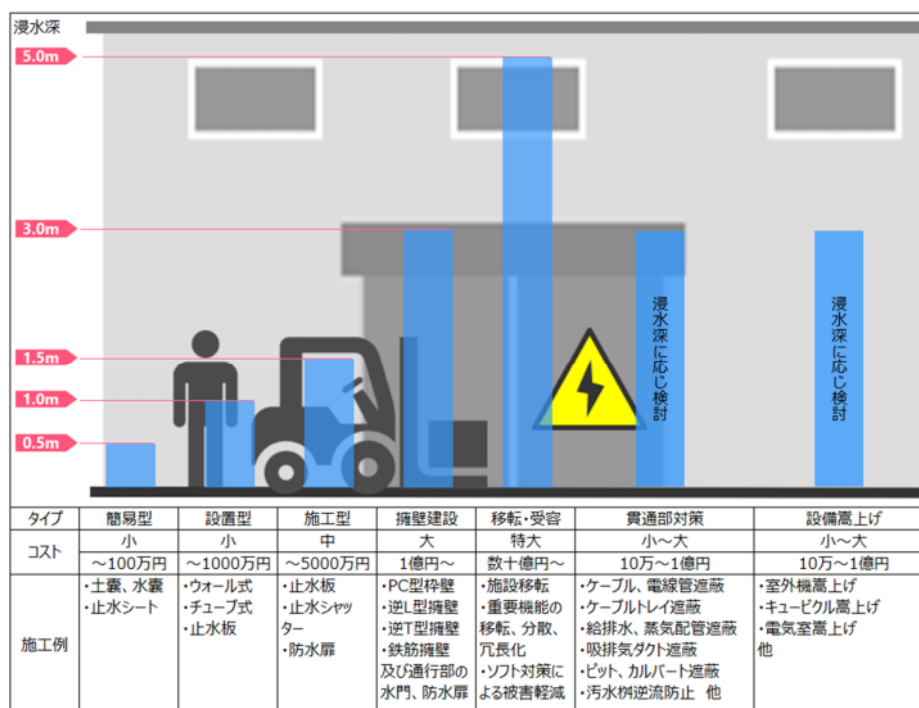 浸水深
5.0m
3.0m
1.5m
1.0m
0.5m
浸水深に応じ検討
浸水深に応じ検討
タイプ 簡易型 設置型 施工型 擁壁建設 移転・受容 貫通部対策 設備嵩上げ
コスト 小 小 中 大 特大 小～大 小～大
～100万円 ～1000万円 ～5000万円 1億円～ 数十億円～ 10万～1億円 10万～1億円
施工例
・土嚢、水嚢
・止水シート
・ウォール式
・チューブ式
・止水板
・止水板
・止水シャッ
ター
・防水扉
・PC型枠壁
・逆L型擁壁
・逆T型擁壁
・鉄筋擁壁
及び通行部の
水門、防水扉
・施設移転
・重要機能の
移転、分散、
冗長化
・ソフト対策に
よる被害軽減
・ケーブル、電線管遮蔽
・ケーブルトレイ遮蔽
・給排水、蒸気配管遮蔽
・吸排気ダクト遮蔽
・ピット、カルバート遮蔽
・汚水桝逆流防止 他
・室外機嵩上げ
・キュービクル嵩上げ
・電気室嵩上げ
他